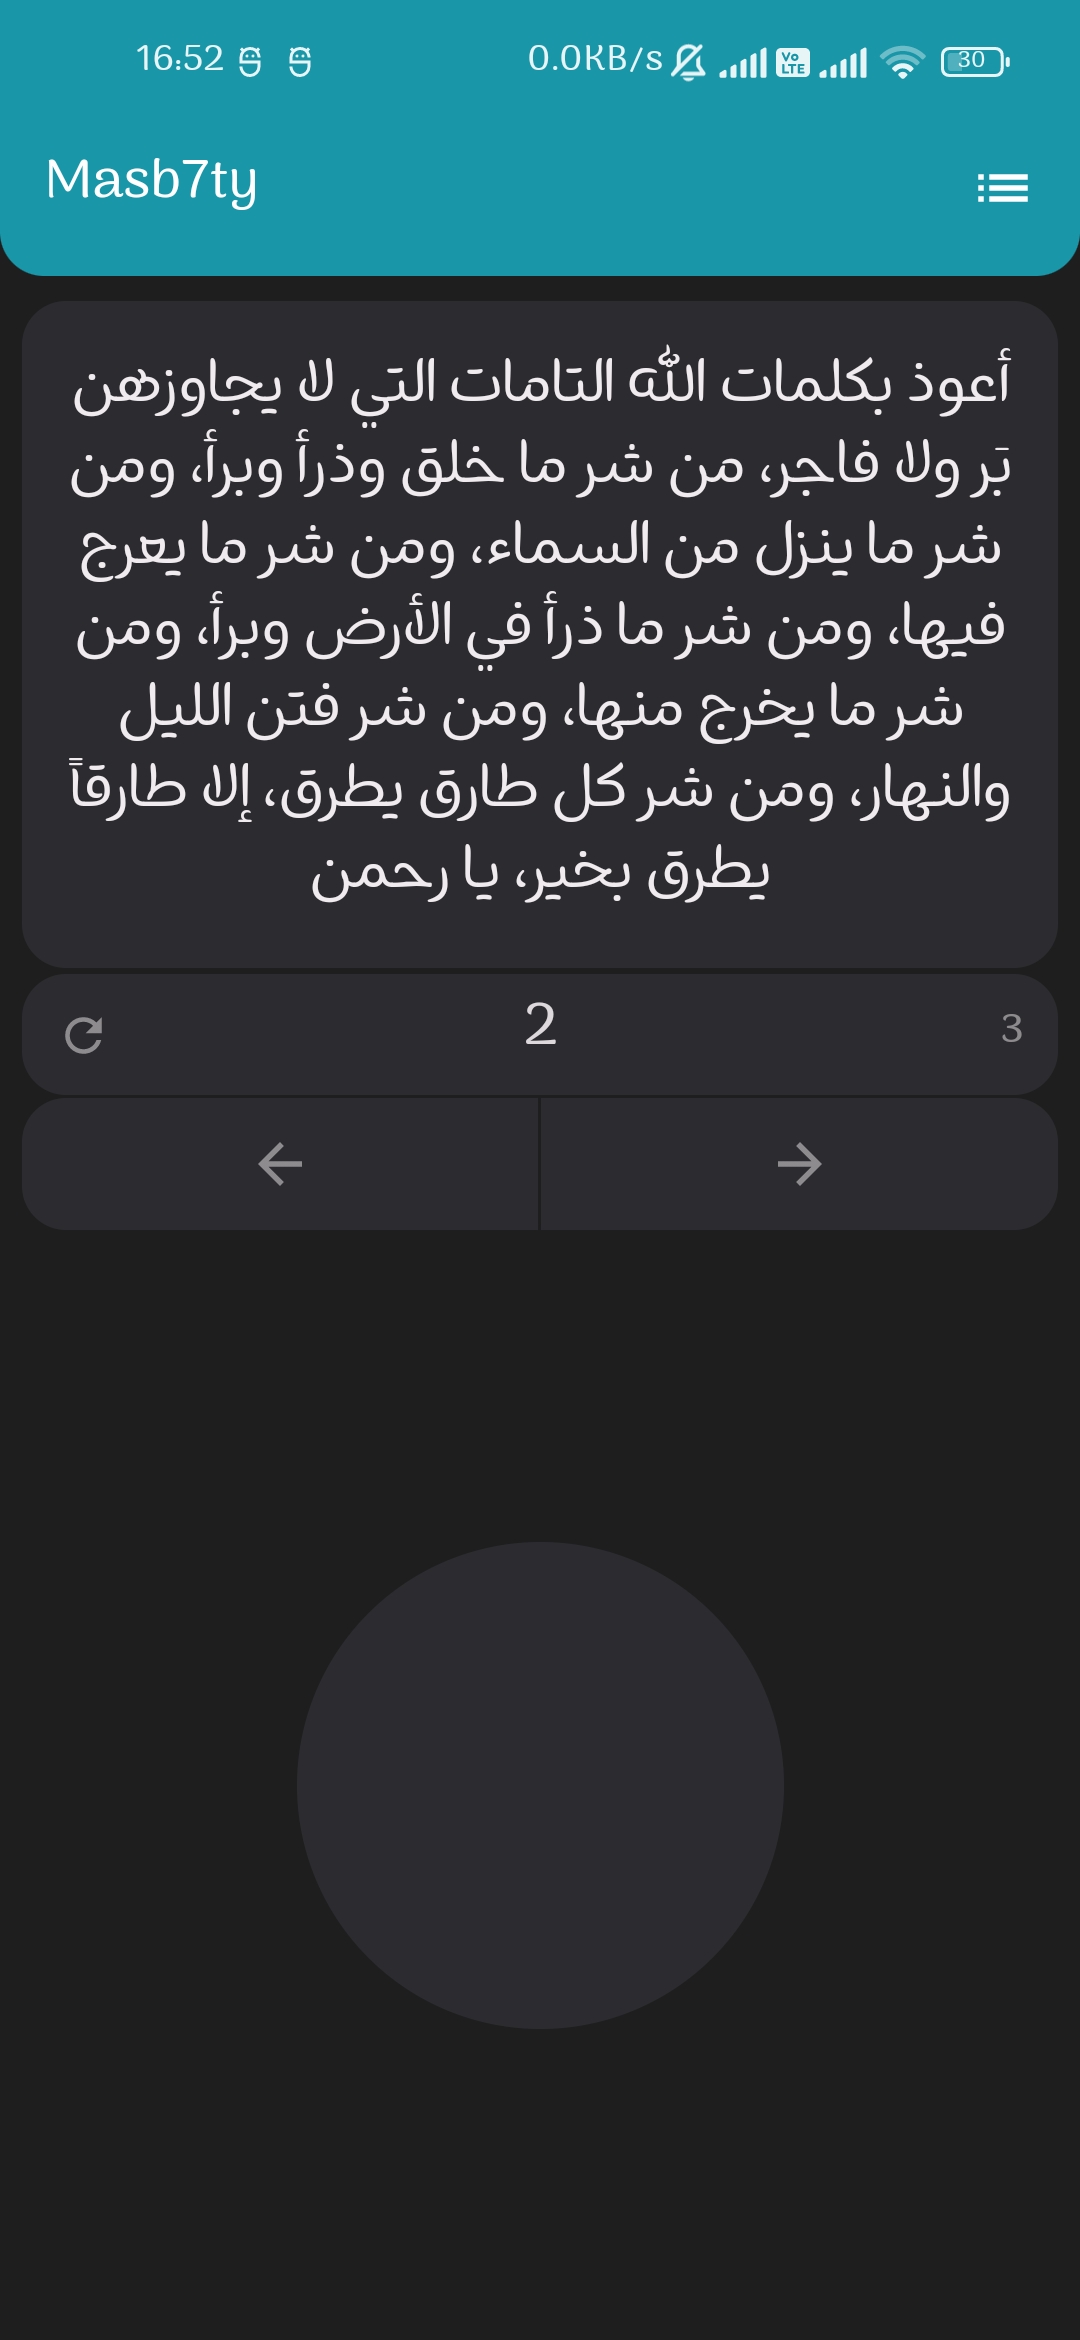 16:52
0.0KB/s
Vo
LTE
30
Masb7ty
أعوذ بكلمات الله التامات التي لا يجاوزهن
بَر ولا فاجر، من شر ما خلق وذرأ وبرأ، ومن
شر ما ينزل من السماء، ومن شر ما يعرج
فيها، ومن شر ما ذرأ في الأرض وبرأ، ومن
شر ما يخرج منها، ومن شر فتن الليل
والنهار، ومن شر كل طارق يطرق، إلا طارقاً
يطرق بخير، يا رحمن
2
3